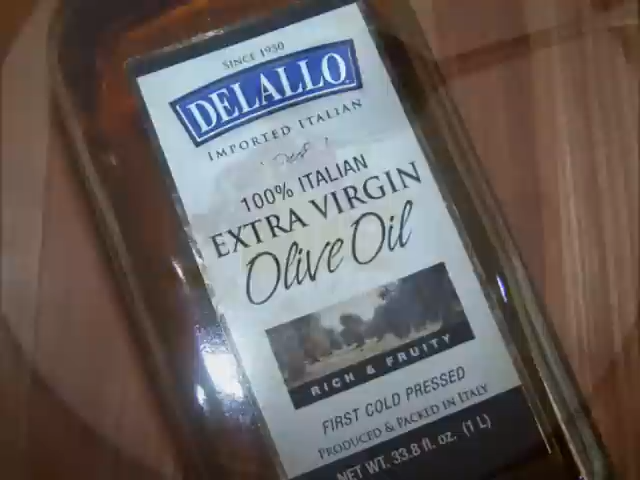 SINCE 1950
DELALLO
IMPORTED ITALIAN
100% ITALIAN
EXTRA VIRGIN
Olive Oil
RICH & FRUITY
FIRST COLD PRESSED
PRODUCED & PACKED IN ITALY
NET WT. 33.8 fl. oz. (1 L)